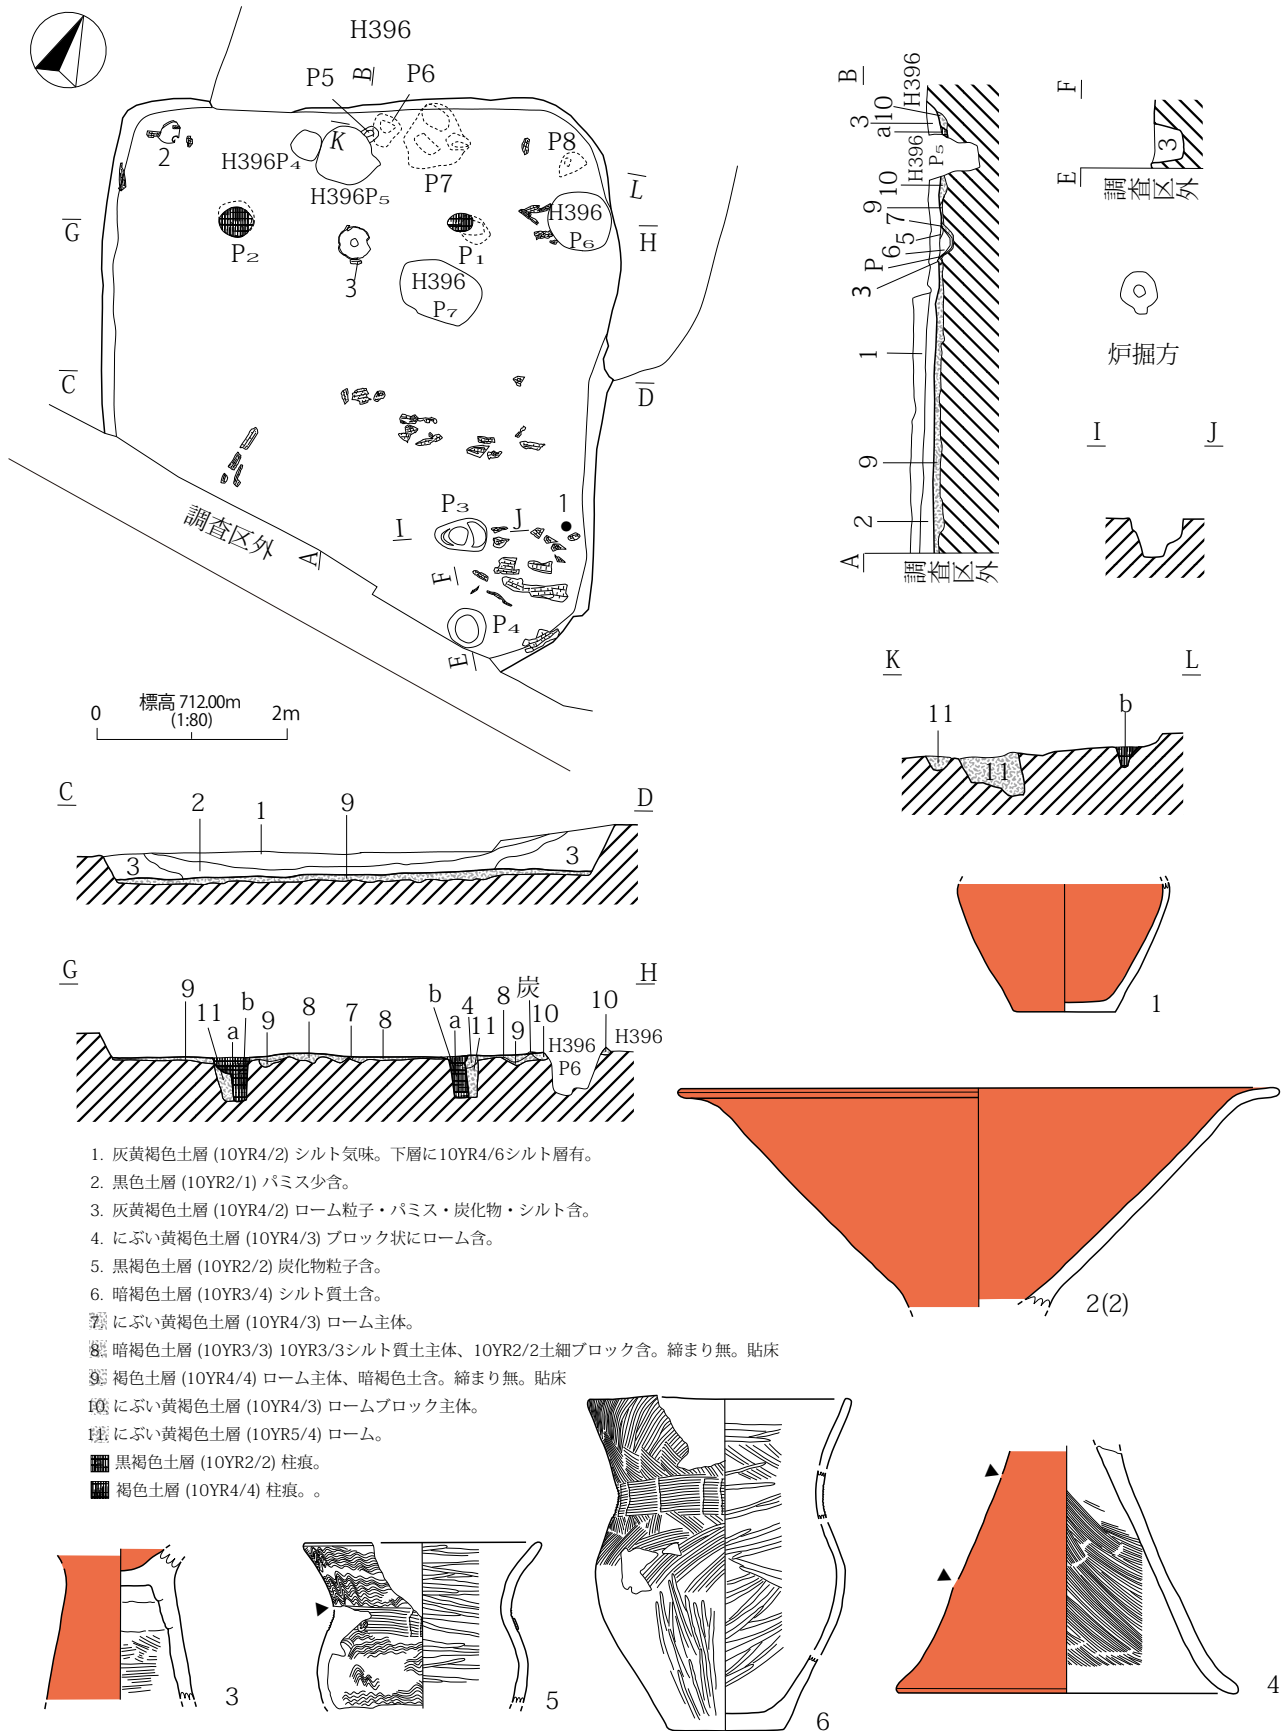 H396
P5 B P6
2 H396P₄ K P7 P8
H396P₅ L
G P₂ P₁ H396 H
P₆
3 H396
P₇
C D
調査区外 A I P₃ J 1
F
P₄
E
標高 712.00m
0 (1:80) 2m
B H396
10
3
a
H396
P₅
10
9
7
5
6
P
3
1
9
2
A 調査区外
F
3
E 調査区外
炉掘方
I J
K L
11 b
11
C 2 1 9 D
3 3
G H
9 11 a b 9 8 7 8 b a 4 11 8 9 炭 10 10
H396 H396
P6
1. 灰黄褐色土層 (10YR4/2) シルト気味。下層に10YR4/6シルト層有。
2. 黒色土層 (10YR2/1) パミス少含。
3. 灰黄褐色土層 (10YR4/2) ローム粒子・パミス・炭化物・シルト含。
4. にぶい黄褐色土層 (10YR4/3) ブロック状にローム含。
5. 黒褐色土層 (10YR2/2) 炭化物粒子含。
6. 暗褐色土層 (10YR3/4) シルト質土含。
7. にぶい黄褐色土層 (10YR4/3) ローム主体。
8. 暗褐色土層 (10YR3/3) 10YR3/3シルト質土主体、10YR2/2土細ブロック含。締まり無。貼床
9. 褐色土層 (10YR4/4) ローム主体、暗褐色土含。締まり無。貼床
10. にぶい黄褐色土層 (10YR4/3) ロームブロック主体。
11. にぶい黄褐色土層 (10YR5/4) ローム。
黒褐色土層 (10YR2/2) 柱痕。
褐色土層 (10YR4/4) 柱痕。。
1
2(2)
3
5
6
4